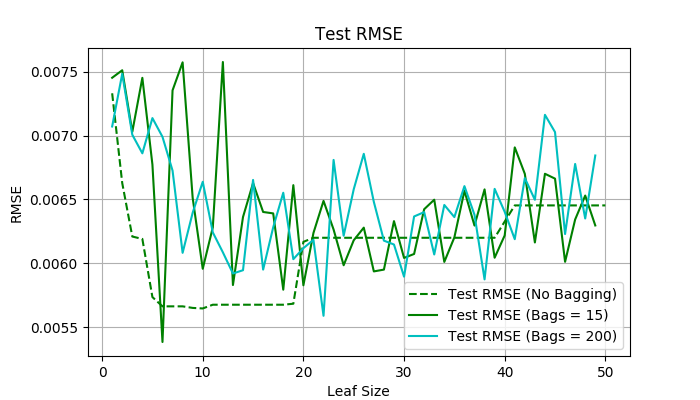 Test RMSE
0.0075
0.0070
0.0065
0.0060
0.0055
RMSE
Test RMSE (No Bagging)
Test RMSE (Bags = 15)
Test RMSE (Bags = 200)
0 10 20 30 40 50
Leaf Size